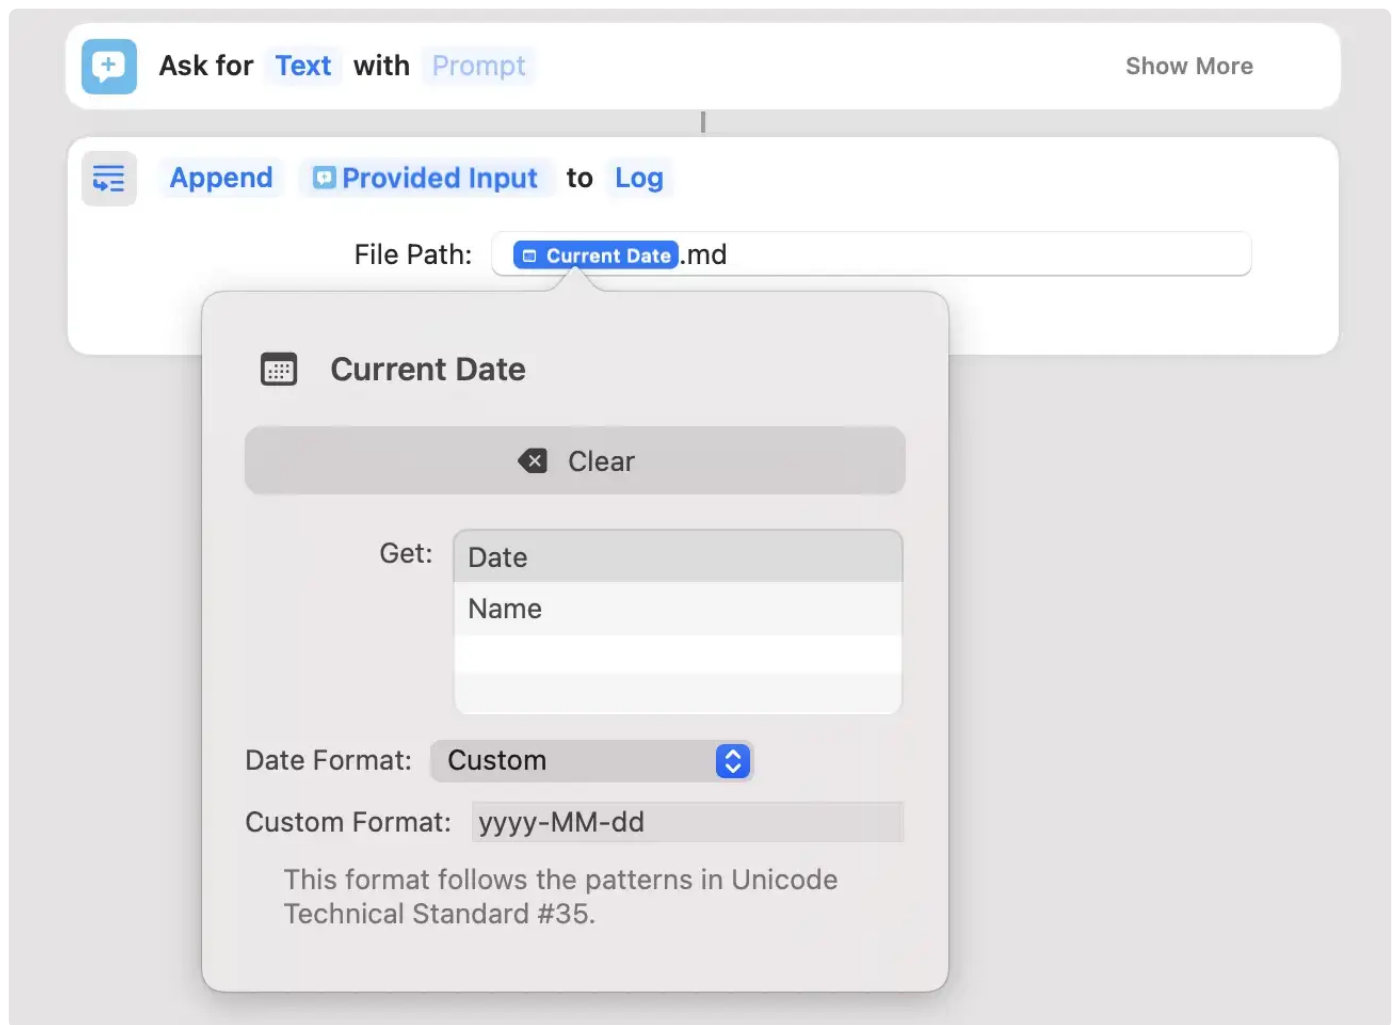 Ask for Text with Prompt Show More
Append Provided Input to Log
File Path: Current Date.md
Current Date
Clear
Get: Date
Name
Date Format: Custom
Custom Format: yyyy-MM-dd
This format follows the patterns in Unicode
Technical Standard #35.